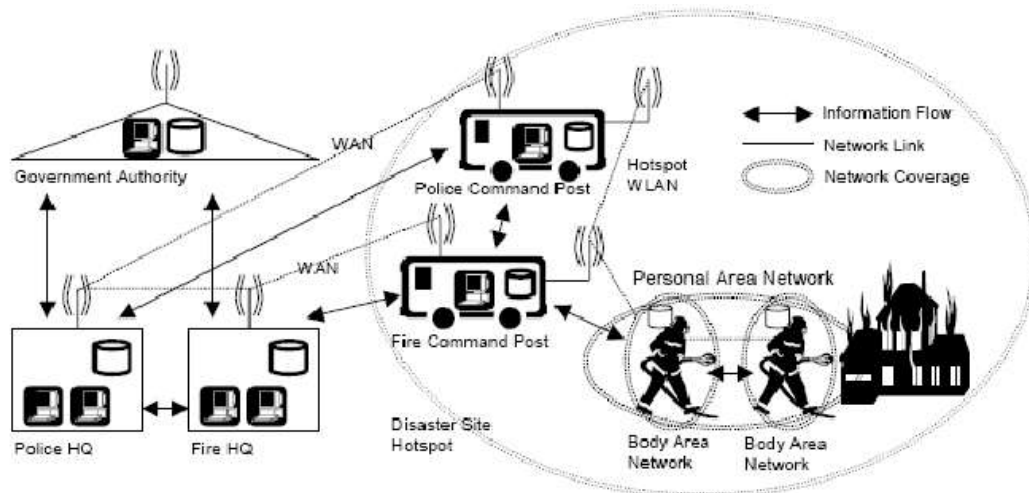 WAN
Government Authority
Police Command Post
Hotspot
WLAN
Information Flow
Network Link
Network Coverage
WAN
Fire Command Post
Personal Area Network
Police HQ
Fire HQ
Disaster Site
Hotspot
Body Area
Network
Body Area
Network